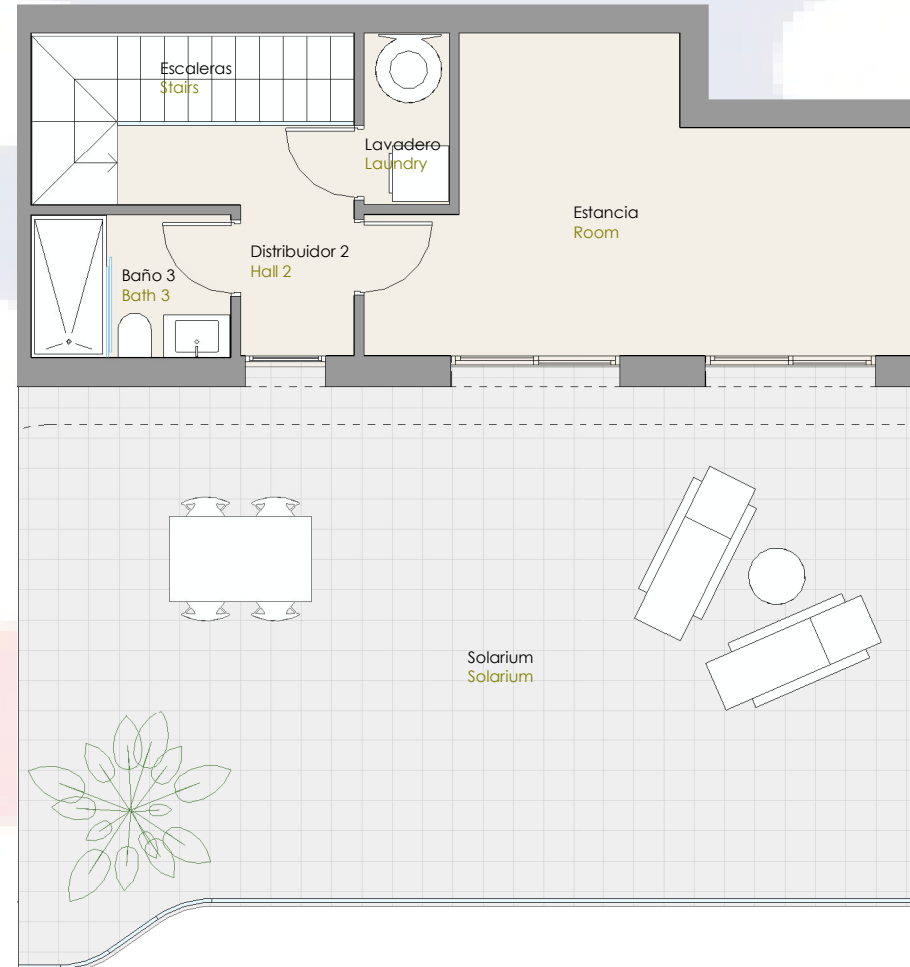 Escaleras
Stairs
Lavadero
Laundry
Estancia
Room
Distribuidor 2
Hall 2
Baño 3
Bath 3
Solarium
Solarium